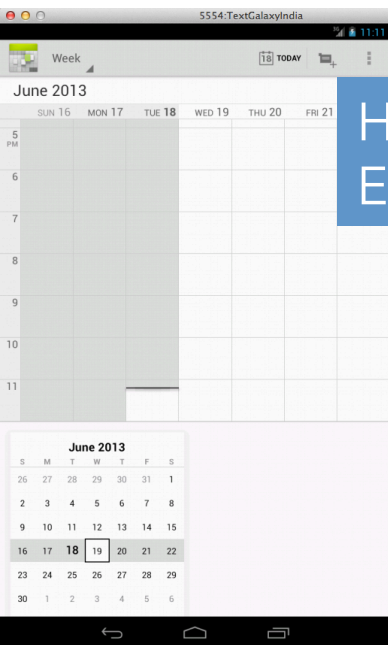 5554:TextGalaxyIndia
3G 11:11
Week 18 TODAY
June 2013
SUN 16 MON 17 TUE 18 WED 19 THU 20 FRI 21
H
E
5
PM
6
7
8
9
10
11
June 2013
S M T W T F S
26 27 28 29 30 31 1
2 3 4 5 6 7 8
9 10 11 12 13 14 15
16 17 18 19 20 21 22
23 24 25 26 27 28 29
30 1 2 3 4 5 6